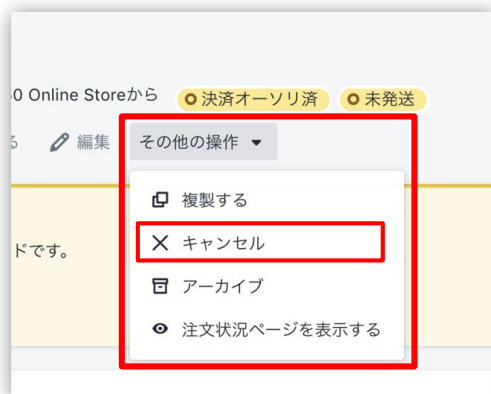 0 Online Storeから 決済オーソリ済 未発送
る 編集 その他の操作
複製する
キャンセル
ドです。
アーカイブ
注文状況ページを表示する